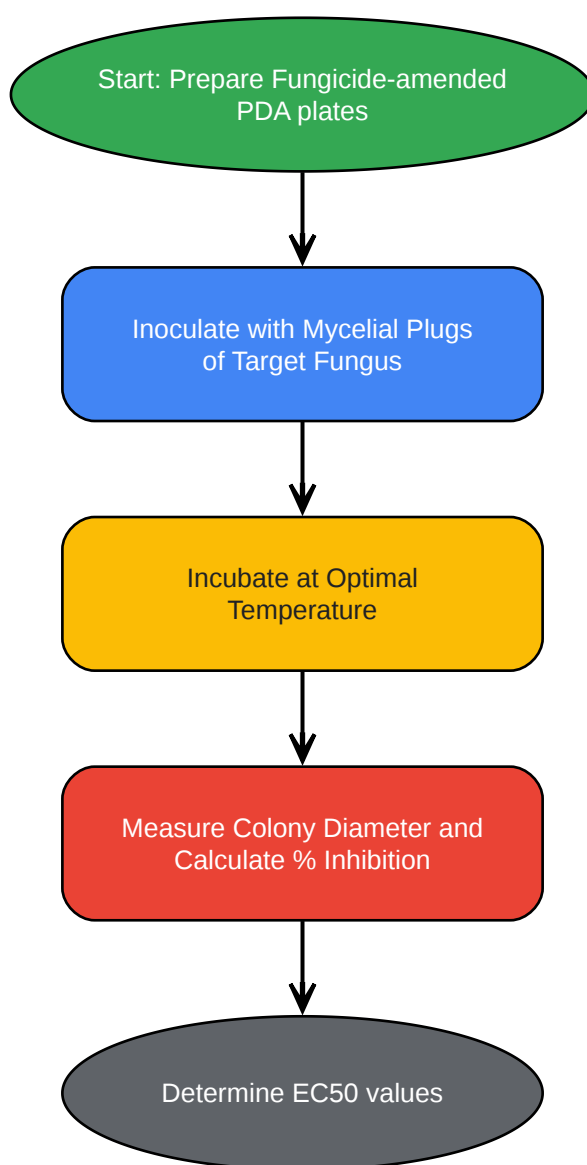 Start: Prepare Fungicide-amended
PDA plates
Inoculate with Mycelial Plugs
of Target Fungus
Incubate at Optimal
Temperature
Measure Colony Diameter and
Calculate % Inhibition
Determine EC50 values